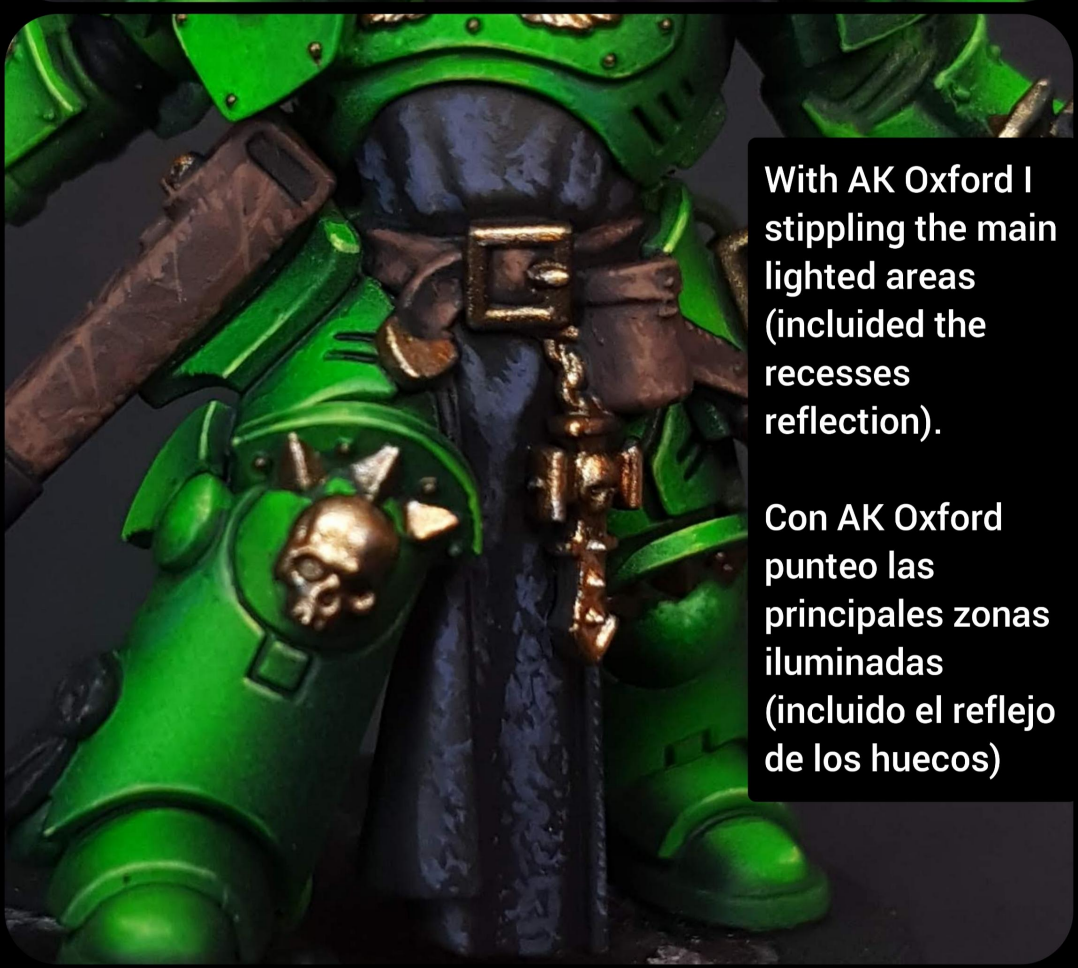 With AK Oxford I
stippling the main
lighted areas
(incluided the
recesses
reflection).
Con AK Oxford
punteo las
principales zonas
iluminadas
(incluido el reflejo
de los huecos)